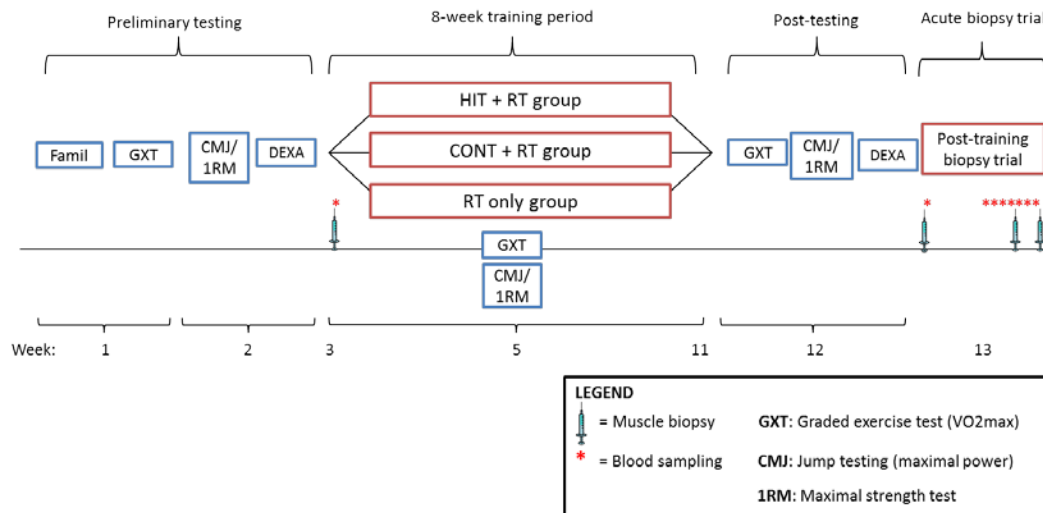 Preliminary testing
8-week training period
Post-testing
Acute biopsy trial
HIT + RT group
Famil
GXT
CMJ/
1RM
DEXA
CONT + RT group
GXT
CMJ/
1RM
DEXA
Post-training
biopsy trial
RT only group
*
*
*******
GXT
CMJ/
1RM
Week: 1 2 3 5 11 12 13
LEGEND
= Muscle biopsy
GXT: Graded exercise test (VO2max)
* = Blood sampling
CMJ: Jump testing (maximal power)
1RM: Maximal strength test